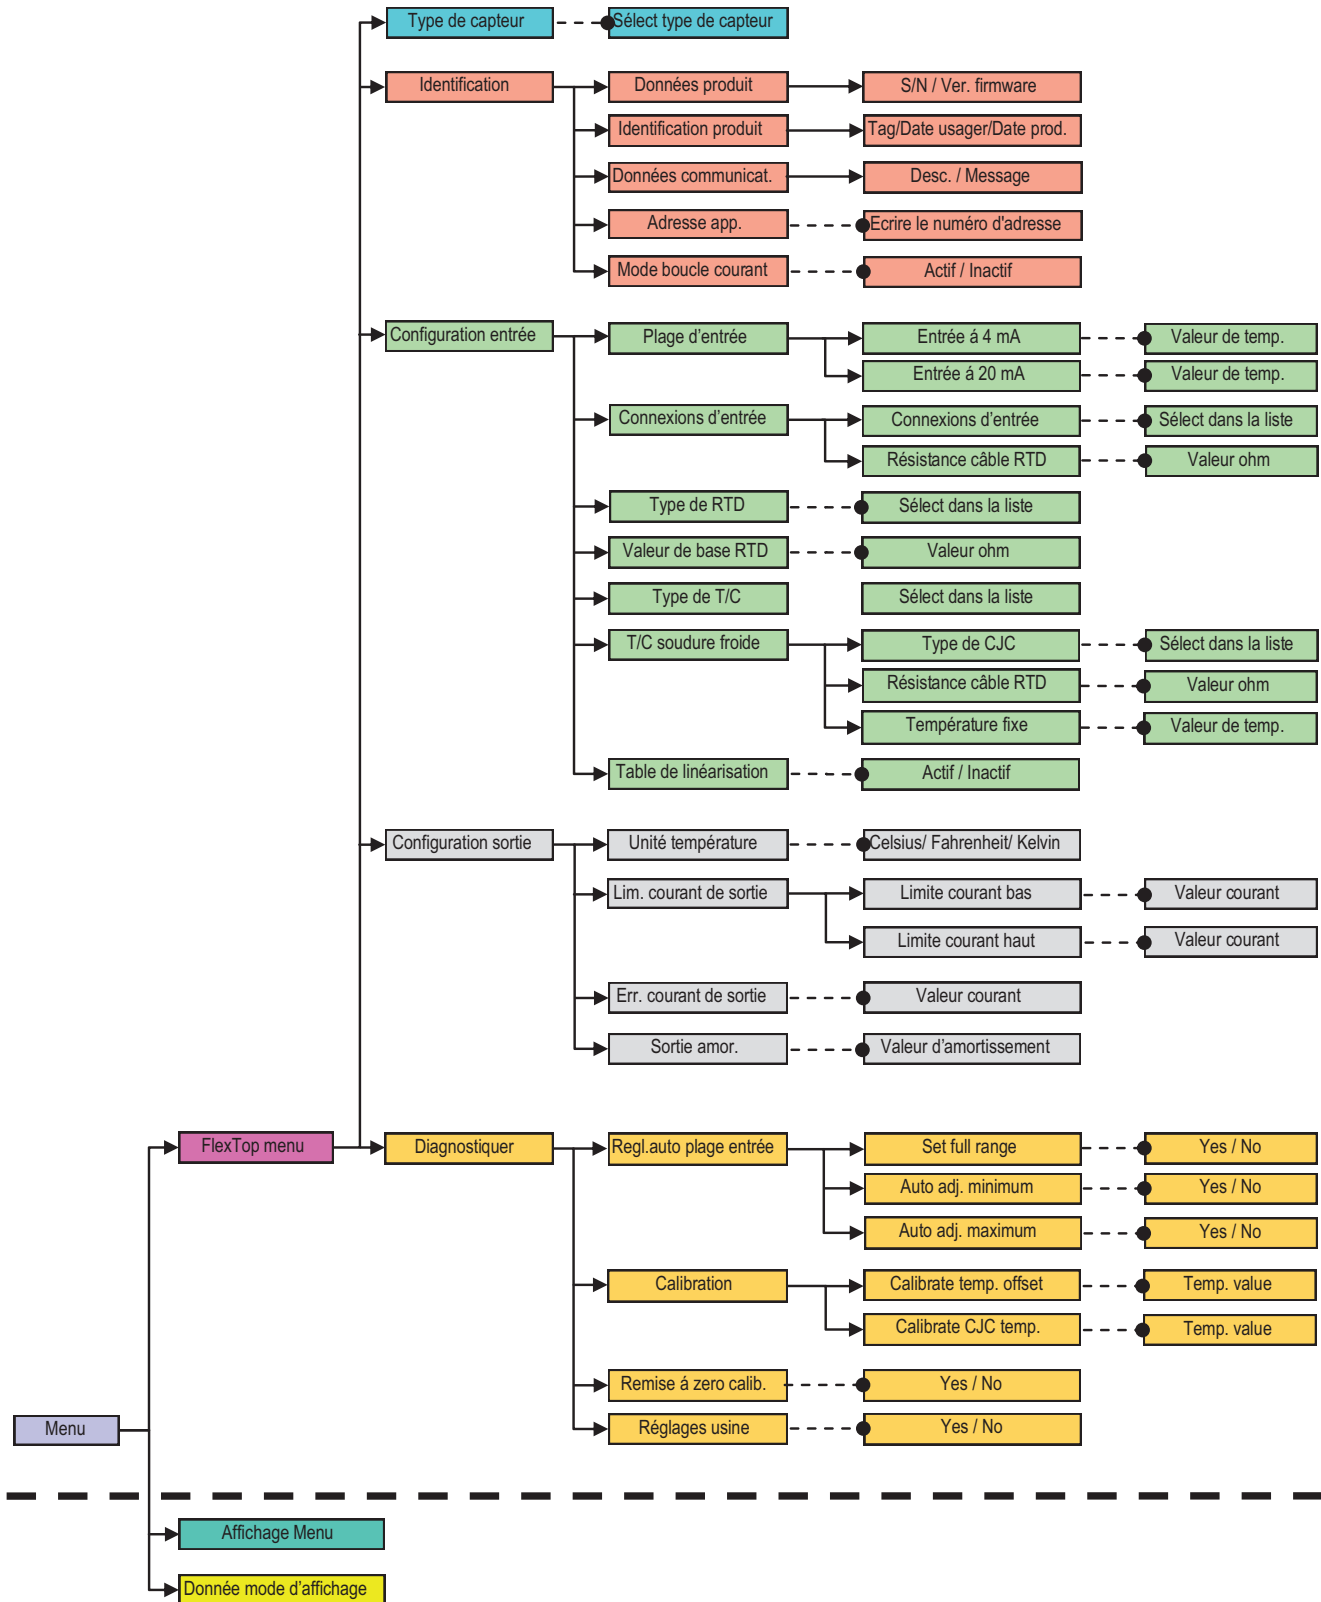 Type de capteur
Sélect type de capteur
Identification
Données produit
S/N / Ver. firmware
Identification produit
Tag/Date usager/Date prod.
Données communicat.
Desc. / Message
Adresse app.
Ecrire le numéro d'adresse
Mode boucle courant
Actif / Inactif
Configuration entrée
Plage d'entrée
Entrée á 4 mA
Valeur de temp.
Entrée á 20 mA
Valeur de temp.
Connexions d'entrée
Connexions d'entrée
Sélect dans la liste
Résistance câble RTD
Valeur ohm
Type de RTD
Sélect dans la liste
Valeur de base RTD
Valeur ohm
Type de T/C
Sélect dans la liste
T/C soudure froide
Type de CJC
Sélect dans la liste
Résistance câble RTD
Valeur ohm
Température fixe
Valeur de temp.
Table de linéarisation
Actif / Inactif
Configuration sortie
Unité température
Celsius/ Fahrenheit/ Kelvin
Lim. courant de sortie
Limite courant bas
Valeur courant
Limite courant haut
Valeur courant
Err. courant de sortie
Valeur courant
Sortie amor.
Valeur d'amortissement
FlexTop menu
Diagnostiquer
Regl.auto plage entrée
Set full range
Yes / No
Auto adj. minimum
Yes / No
Auto adj. maximum
Yes / No
Calibration
Calibrate temp. offset
Temp. value
Calibrate CJC temp.
Temp. value
Remise á zero calib.
Yes / No
Menu
Réglages usine
Yes / No
Affichage Menu
Donnée mode d'affichage